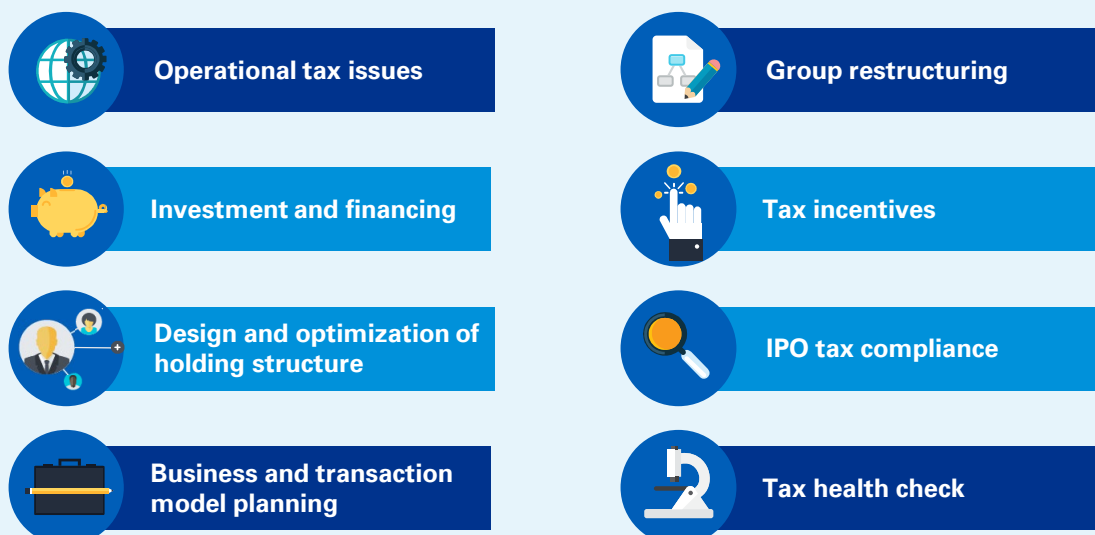 Operational tax issues
Group restructuring
Investment and financing
Tax incentives
Design and optimization of
holding structure
IPO tax compliance
Business and transaction
model planning
Tax health check